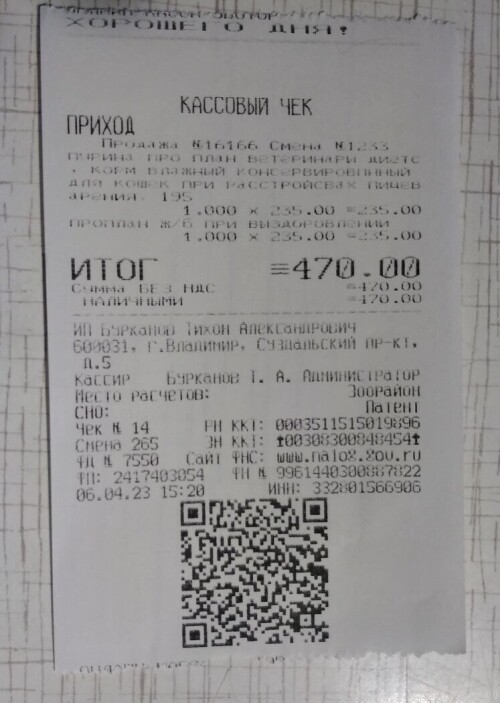 ХОРОШЕГО ДНЯ!
КАССОВЫЙ ЧЕК
ПРИХОД
Продажа №16166 Смена №1233
ПУРИНА ПРО ПЛАН ВЕТЕРИНАРИ ДИЕТС
. КОРМ ВЛАЖНЫЙ КОНСЕРВИРОВННЫЙ
ДЛЯ КОШЕК ПРИ РАССТРОЙСВАХ ПИЩЕВ
АРЕНИЯ. 195
1.000 × 235.00 =235.00
ПРОПЛАН Ж/Б ПРИ ВЫЗДОРОВЛЕНИИ
1.000 × 235.00 =235.00
ИТОГ ≡470.00
СУММА БЕЗ НДС =470.00
НАЛИЧНЫМИ =470.00
ИП Бурканов Тихон Александрович
600031, г.Владимир, Суздальский пр-кт,
д.5
Кассир Бурканов Т. А. Администратор
Место расчетов: Зоорайон
СНО: Патент
Чек № 14 РН ККТ: 0003511515019896
Смена 265 ЗН ККТ: †00308300848454†
ФД № 7550 Сайт ФНС: www.nalog.gov.ru
ФП: 2417403054 ФН № 9961440300887822
06.04.23 15:20 ИНН: 332801566906